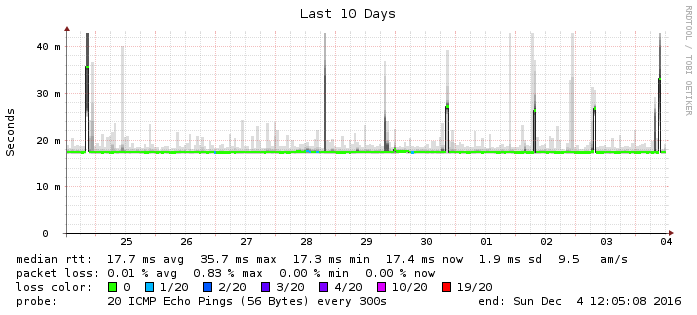 Last 10 Days
RRDTOOL / TOBI OETIKER
Seconds
40 m
30 m
20 m
10 m
0
25 26 27 28 29 30 01 02 03 04
median rtt: 17.7 ms avg 35.7 ms max 17.3 ms min 17.4 ms now 1.9 ms sd 9.5 am/s
packet loss: 0.01 % avg 0.83 % max 0.00 % min 0.00 % now
loss color: 0 1/20 2/20 3/20 4/20 10/20 19/20
probe: 20 ICMP Echo Pings (56 Bytes) every 300s end: Sun Dec 4 12:05:08 2016